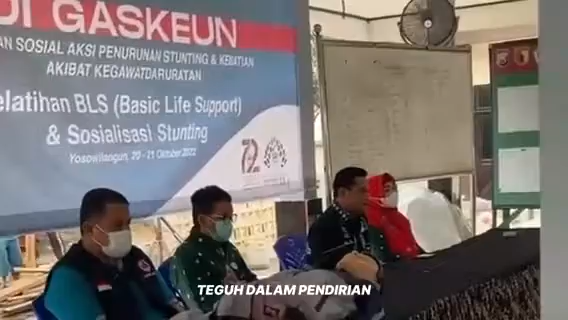 DI GASKEUN
AN SOSIAL AKSI PENURUNAN STUNTING & KEMATIAN
AKIBAT KEGAWATDARURATAN
elatihan BLS (Basic Life Support)
& Sosialisasi Stunting
Yosowilangun, 20 - 21 Oktober 2022
72
TEGUH DALAM PENDIRIAN